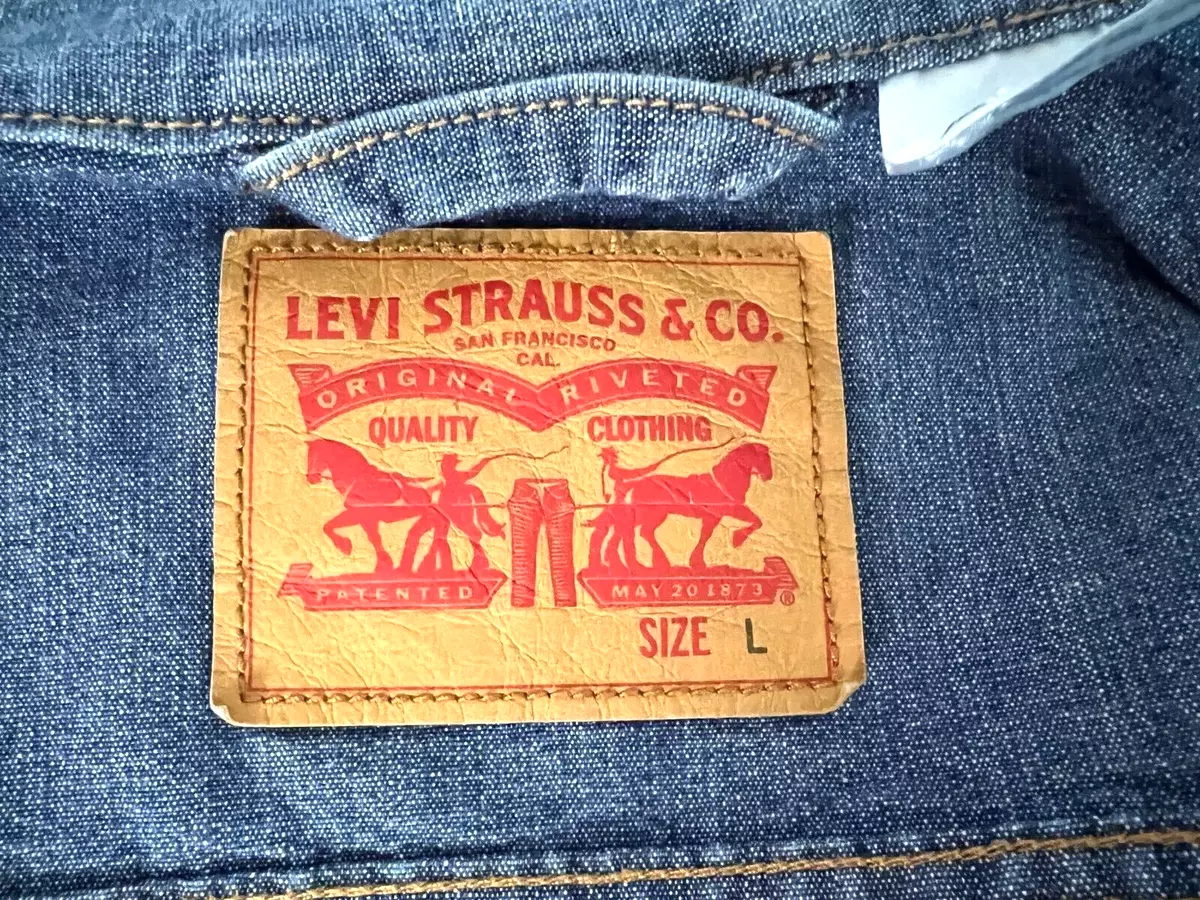 LEVI STRAUSS & CO.
SAN FRANCISCO
CAL.
ORIGINAL RIVETED
QUALITY CLOTHING
PATENTED MAY 20 1873 ®
SIZE L